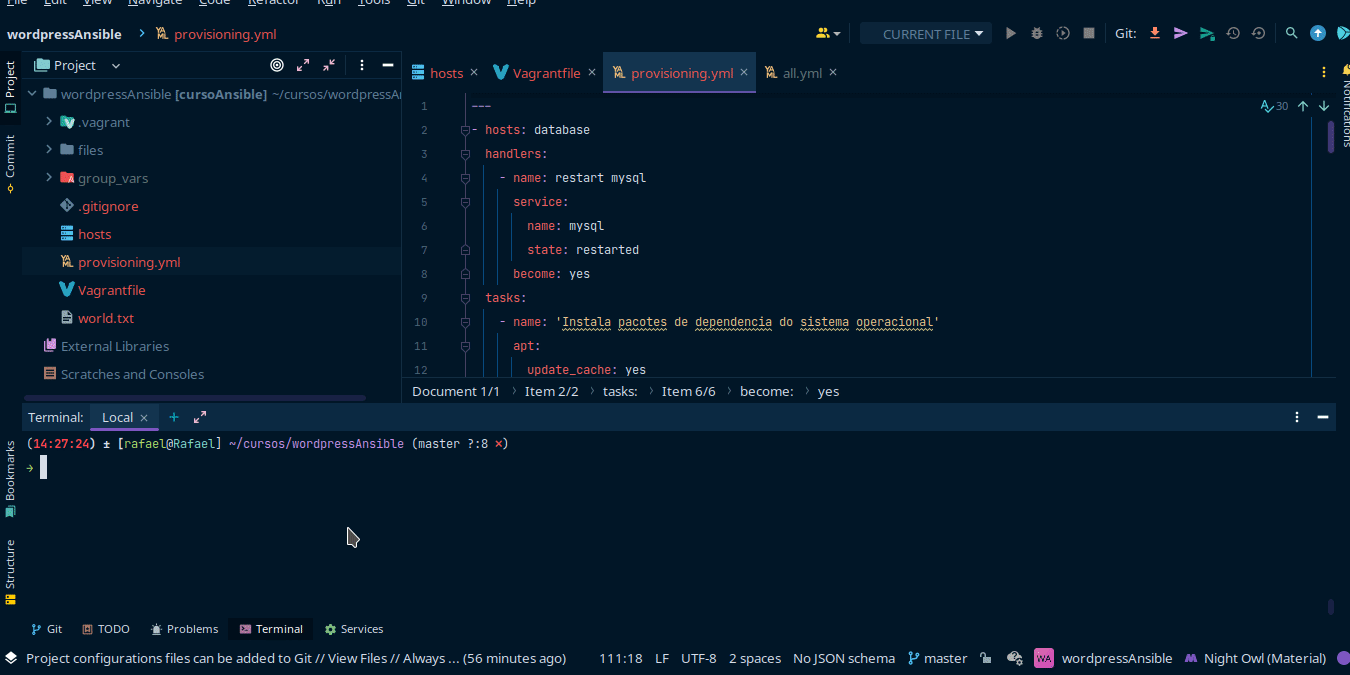 File Edit View Navigate Code Refactor Run Tools Git Window Help
wordpressAnsible > provisioning.yml CURRENT FILE Git:
Project
Commit
Bookmarks
Structure
Project
wordpressAnsible [cursoAnsible] ~/cursos/wordpressAn
.vagrant
files
group_vars
.gitignore
hosts
provisioning.yml
Vagrantfile
world.txt
External Libraries
Scratches and Consoles
hosts × Vagrantfile × provisioning.yml × all.yml ×
30
1 ---
2 - hosts: database
3 handlers:
4 - name: restart mysql
5 service:
6 name: mysql
7 state: restarted
8 become: yes
9 tasks:
10 - name: 'Instala pacotes de dependencia do sistema operacional'
11 apt:
12 update_cache: yes
Document 1/1 > Item 2/2 > tasks: > Item 6/6 > become: > yes
Notifications
Terminal: Local × +
(14:27:24) ± [rafael@Rafael] ~/cursos/wordpressAnsible (master ?:8 ×)
→
Git TODO Problems Terminal Services
Project configurations files can be added to Git // View Files // Always ... (56 minutes ago) 111:18 LF UTF-8 2 spaces No JSON schema master WA wordpressAnsible Night Owl (Material)